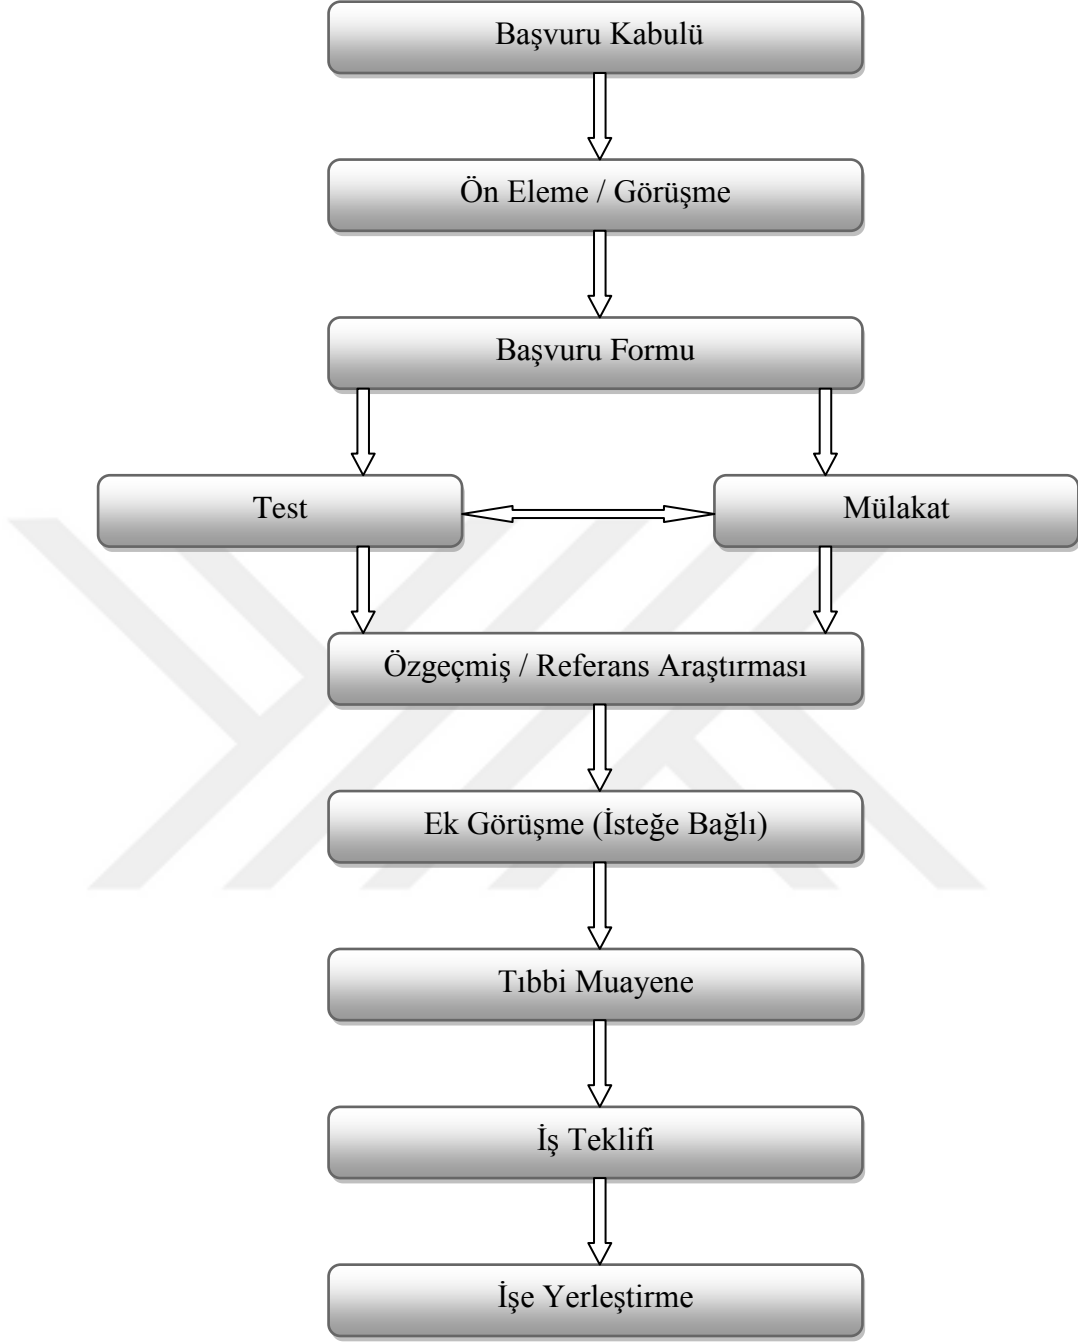 Başvuru Kabulü
Ön Eleme / Görüşme
Başvuru Formu
Test
Mülakat
Özgeçmiş / Referans Araştırması
Ek Görüşme (İsteğe Bağlı)
Tıbbi Muayene
İş Teklifi
İşe Yerleştirme